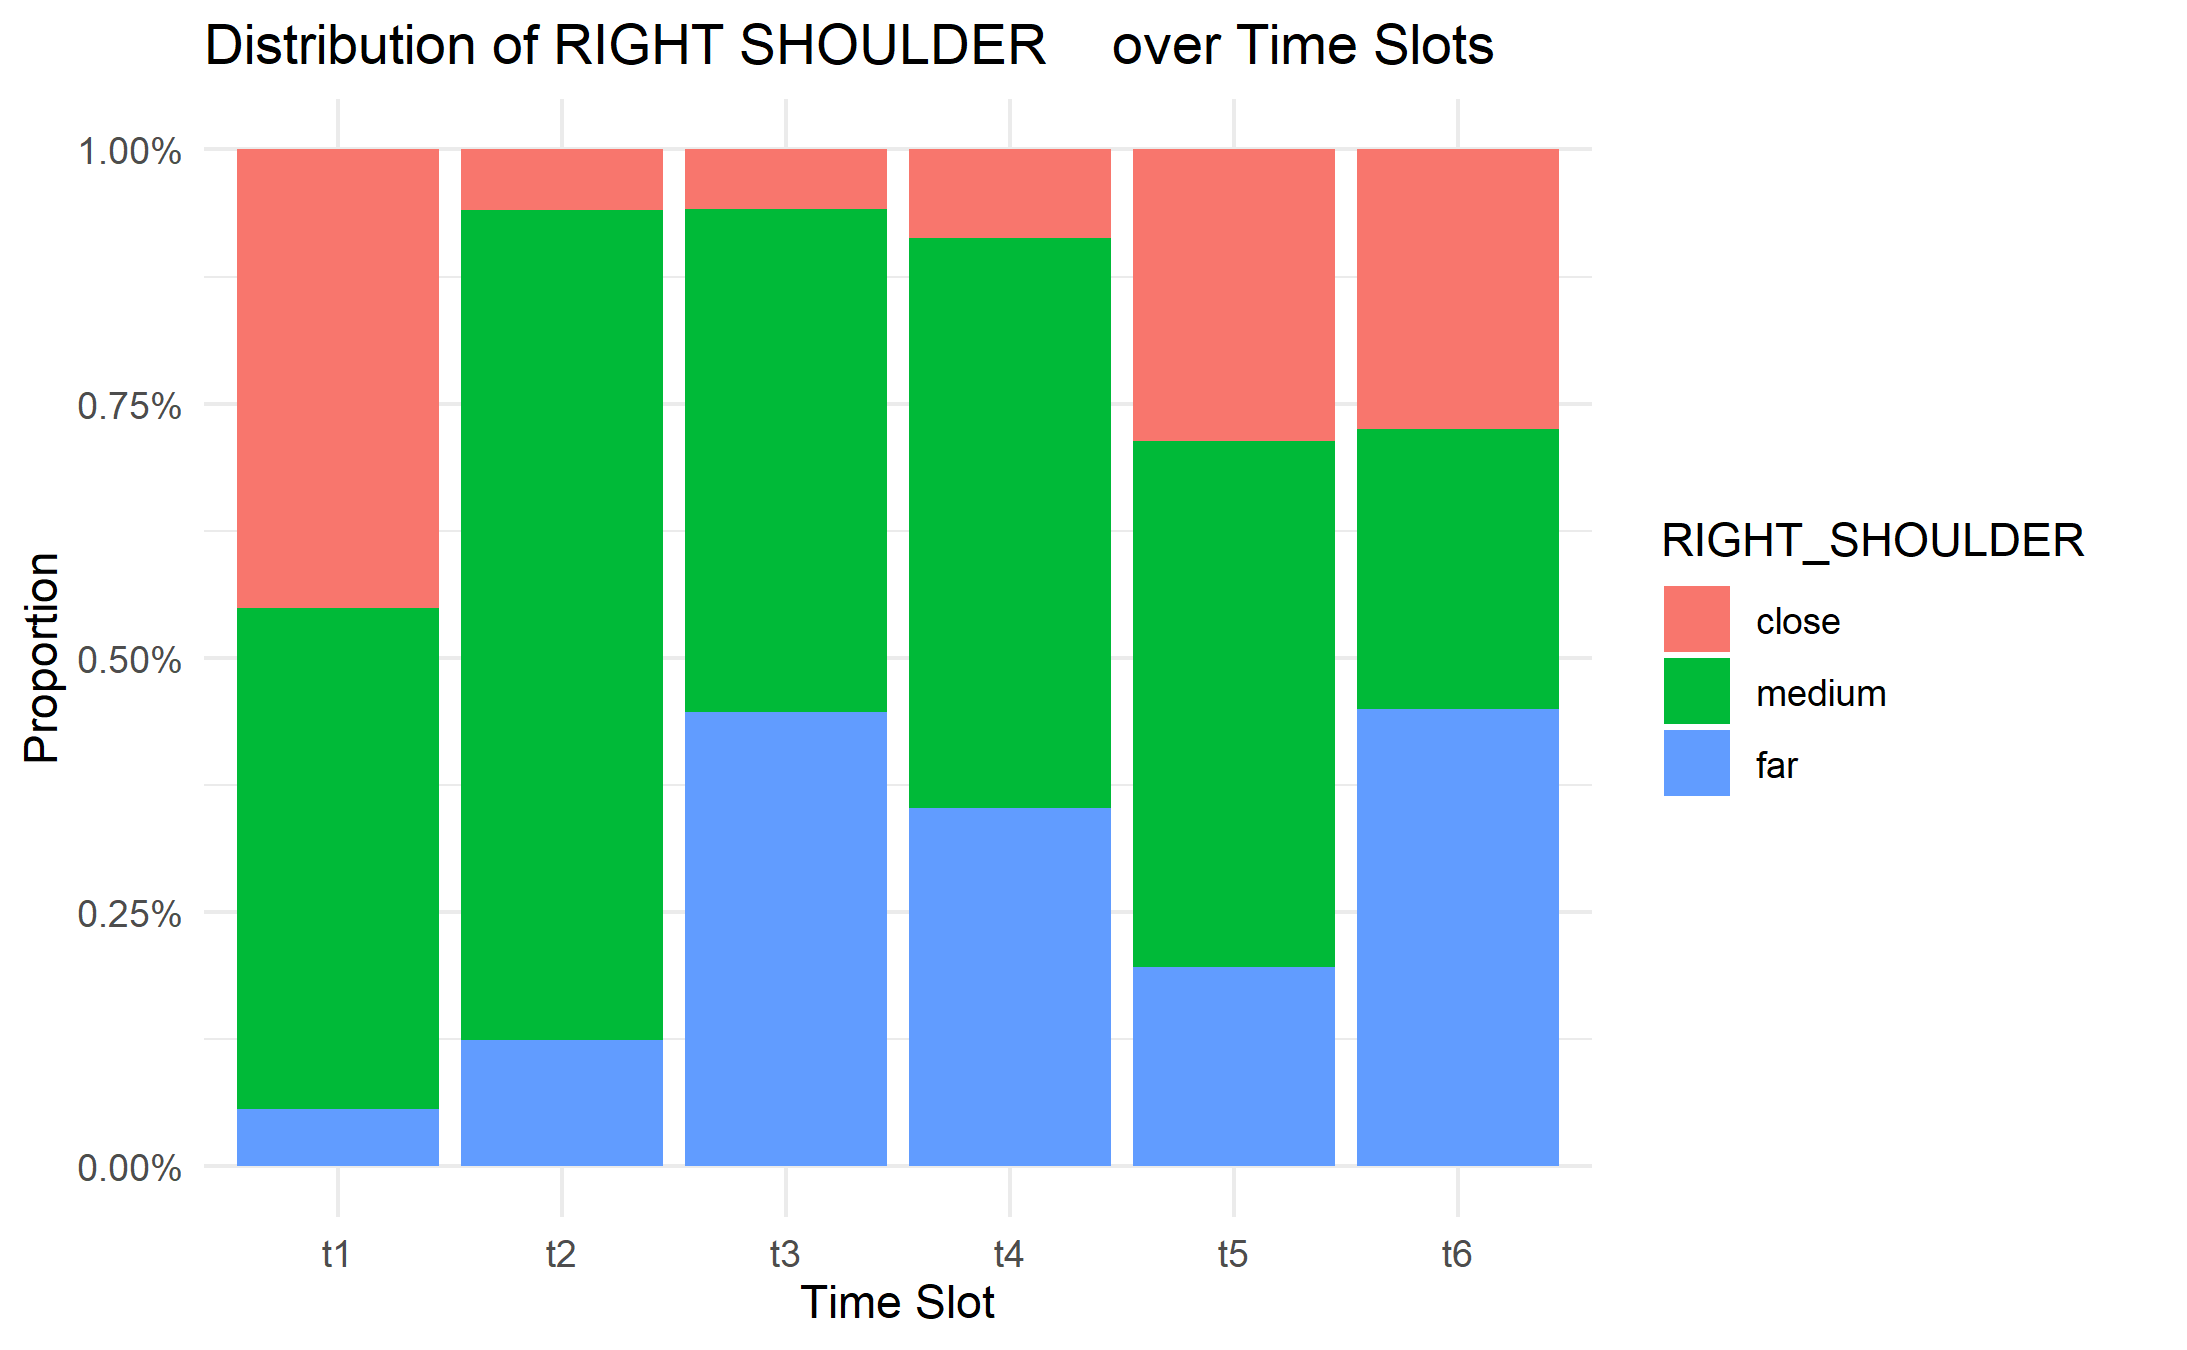 Distribution of RIGHT SHOULDER    over Time Slots
1.00%
0.75%
0.50%
0.25%
0.00%
Proportion
t1 t2 t3 t4 t5 t6
Time Slot
RIGHT_SHOULDER
close
medium
far